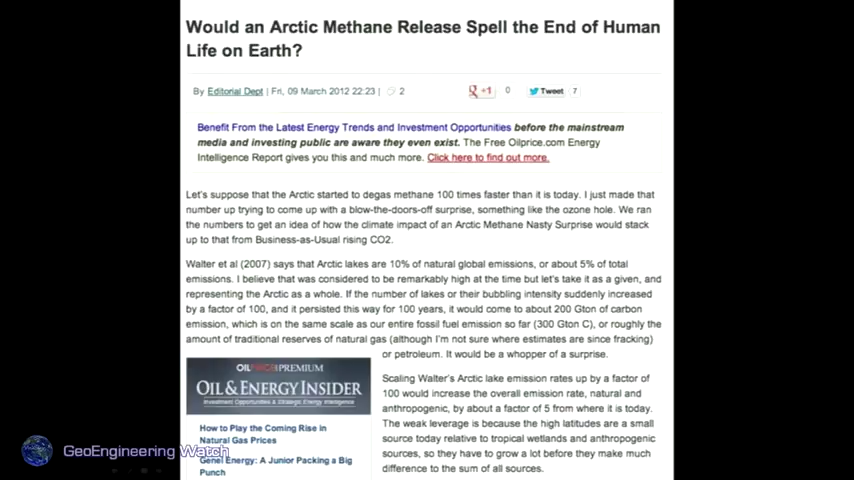 Would an Arctic Methane Release Spell the End of Human
Life on Earth?
By Editorial Dept | Fri, 09 March 2012 22:23 | 2
+1 0 Tweet 7
Benefit From the Latest Energy Trends and Investment Opportunities before the mainstream
media and investing public are aware they even exist. The Free Oilprice.com Energy
Intelligence Report gives you this and much more. Click here to find out more.
Let's suppose that the Arctic started to degas methane 100 times faster than it is today. I just made that
number up trying to come up with a blow-the-doors-off surprise, something like the ozone hole. We ran
the numbers to get an idea of how the climate impact of an Arctic Methane Nasty Surprise would stack
up to that from Business-as-Usual rising CO2.
Walter et al (2007) says that Arctic lakes are 10% of natural global emissions, or about 5% of total
emissions. I believe that was considered to be remarkably high at the time but let's take it as a given, and
representing the Arctic as a whole. If the number of lakes or their bubbling intensity suddenly increased
by a factor of 100, and it persisted this way for 100 years, it would come to about 200 Gton of carbon
emission, which is on the same scale as our entire fossil fuel emission so far (300 Gton C), or roughly the
amount of traditional reserves of natural gas (although I'm not sure where estimates are since fracking)
or petroleum. It would be a whopper of a surprise.
OILPRICE PREMIUM
OIL & ENERGY INSIDER
Investment Opportunities & Strategic Energy Intelligence
How to Play the Coming Rise in
Natural Gas Prices
Genel Energy: A Junior Packing a Big
Punch
Scaling Walter's Arctic lake emission rates up by a factor of
100 would increase the overall emission rate, natural and
anthropogenic, by about a factor of 5 from where it is today.
The weak leverage is because the high latitudes are a small
source today relative to tropical wetlands and anthropogenic
sources, so they have to grow a lot before they make much
difference to the sum of all sources.
GeoEngineering Watch